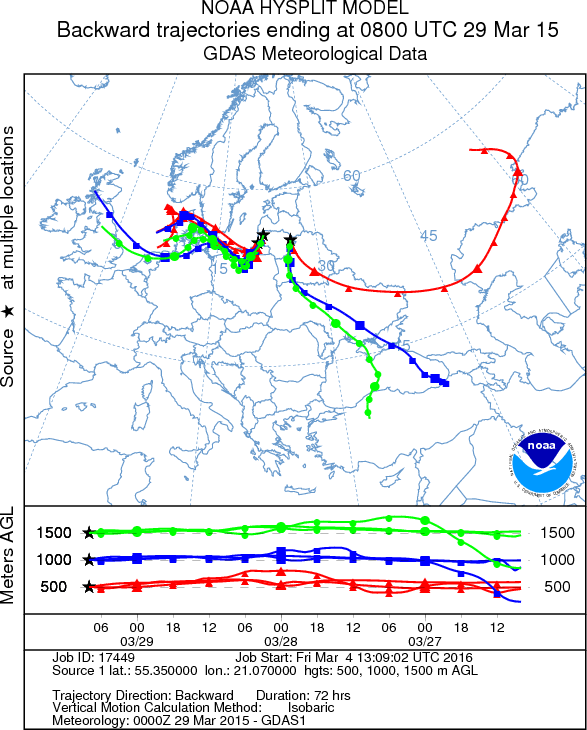 NOAA HYSPLIT MODEL
Backward trajectories ending at 0800 UTC 29 Mar 15
GDAS Meteorological Data
Source ★ at multiple locations
60
60
45
45
30
15
Meters AGL
1500 1500
1000 1000
500 500
06 00 18 12 06 00 18 12 06 00 18 12
03/29 03/28 03/27
noaa
Job ID: 17449 Job Start: Fri Mar 4 13:09:02 UTC 2016
Source 1 lat.: 55.350000 lon.: 21.070000 hgts: 500, 1000, 1500 m AGL
Trajectory Direction: Backward Duration: 72 hrs
Vertical Motion Calculation Method: Isobaric
Meteorology: 0000Z 29 Mar 2015 - GDAS1